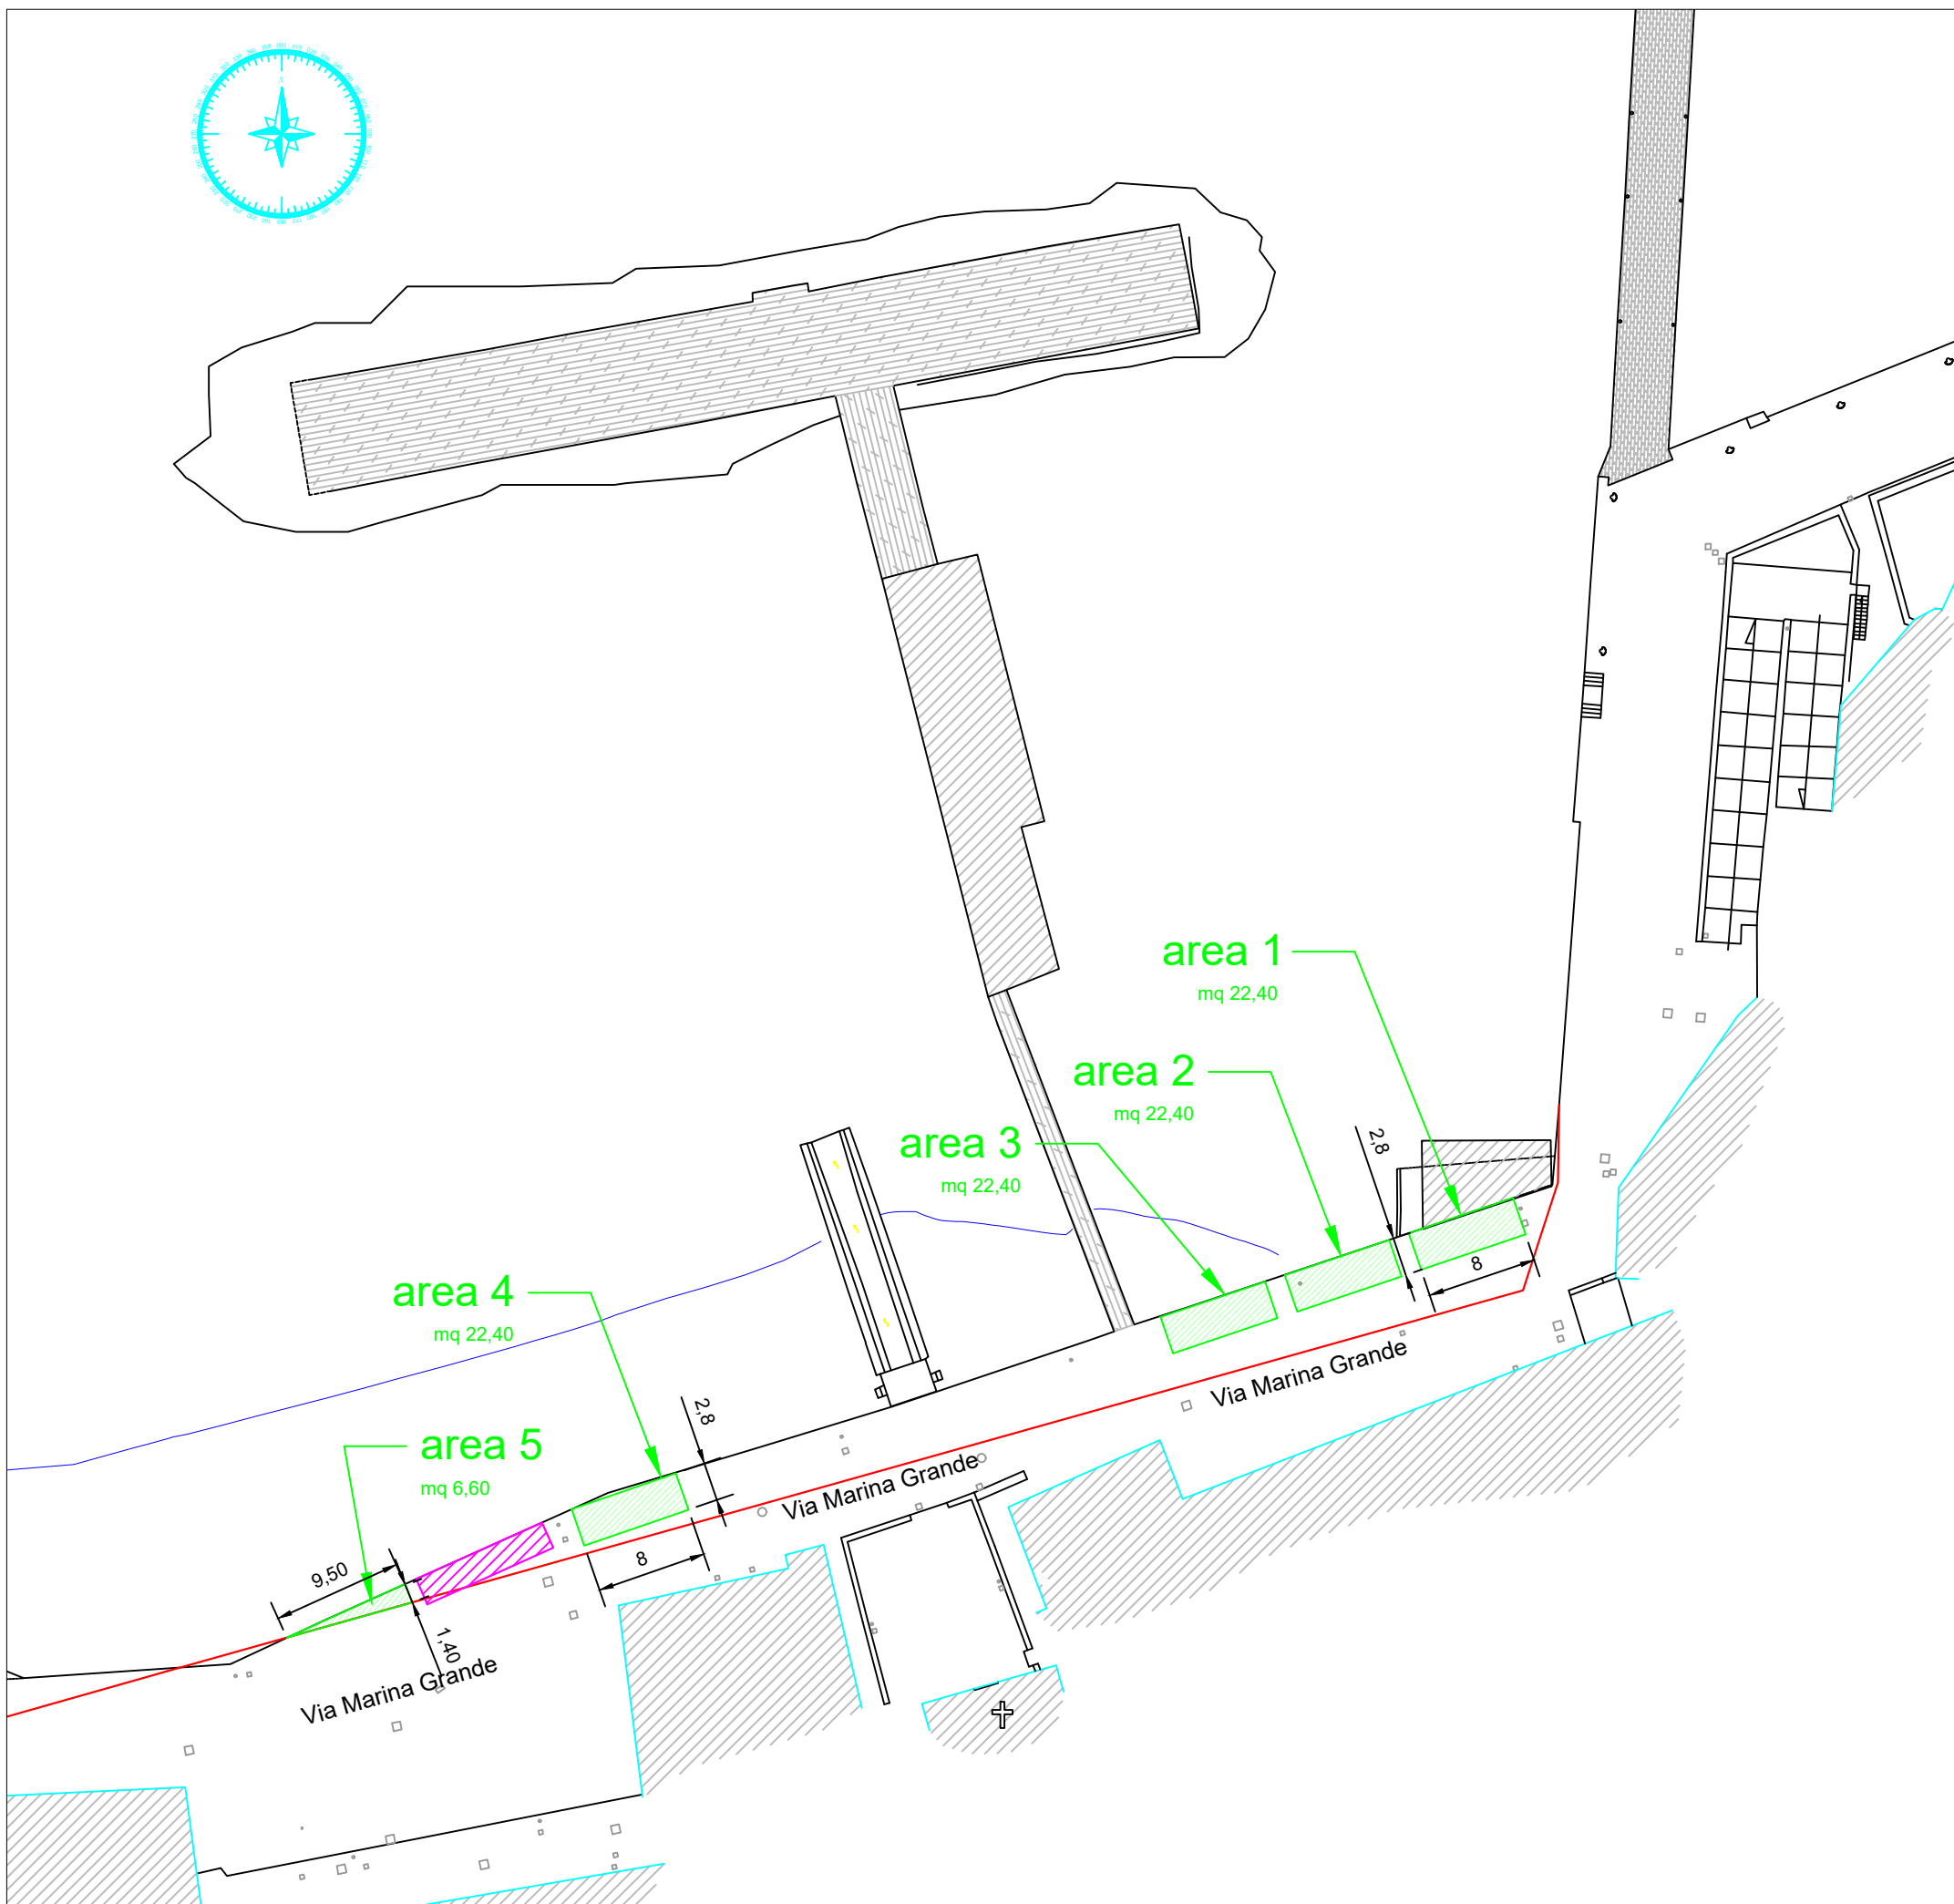 N
area 1
mq 22,40
area 2
mq 22,40
area 3
mq 22,40
2,8
8
area 4
mq 22,40
2,8
8
area 5
mq 6,60
9,50
1,40
Via Marina Grande
Via Marina Grande
Via Marina Grande